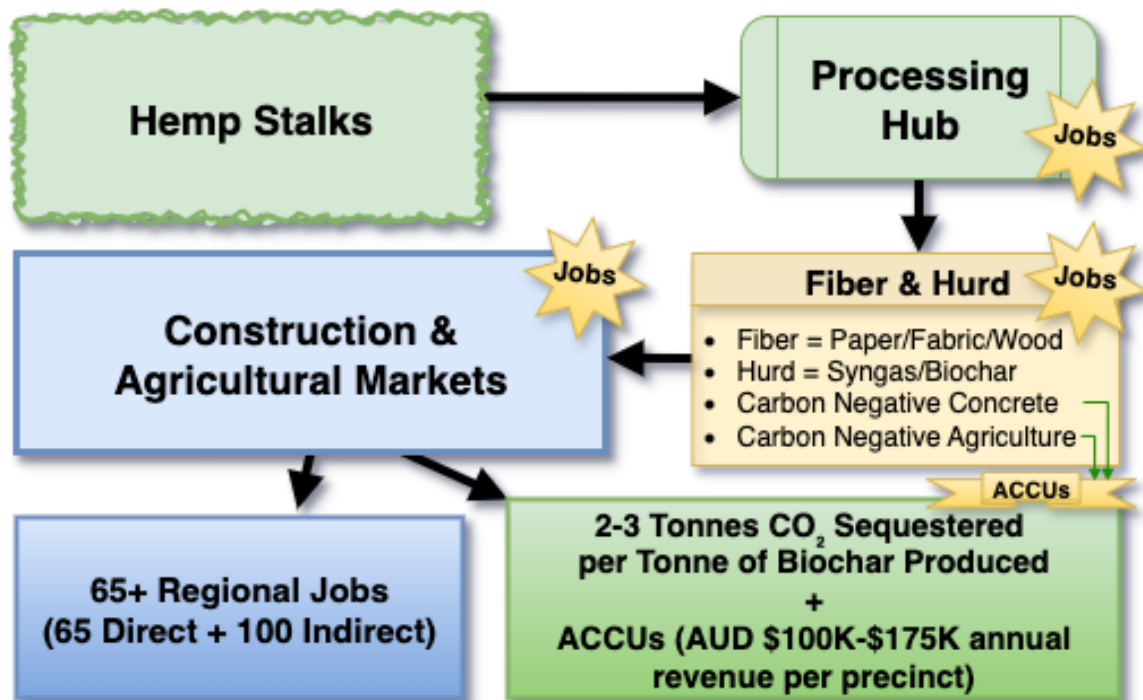 Hemp Stalks
Processing
Hub
Jobs
Fiber & Hurd
Jobs
• Fiber = Paper/Fabric/Wood
• Hurd = Syngas/Biochar
• Carbon Negative Concrete
• Carbon Negative Agriculture
Construction &
Agricultural Markets
Jobs
65+ Regional Jobs
(65 Direct + 100 Indirect)
ACCUs
2-3 Tonnes CO₂ Sequestered
per Tonne of Biochar Produced
+
ACCUs (AUD $100K-$175K annual
revenue per precinct)